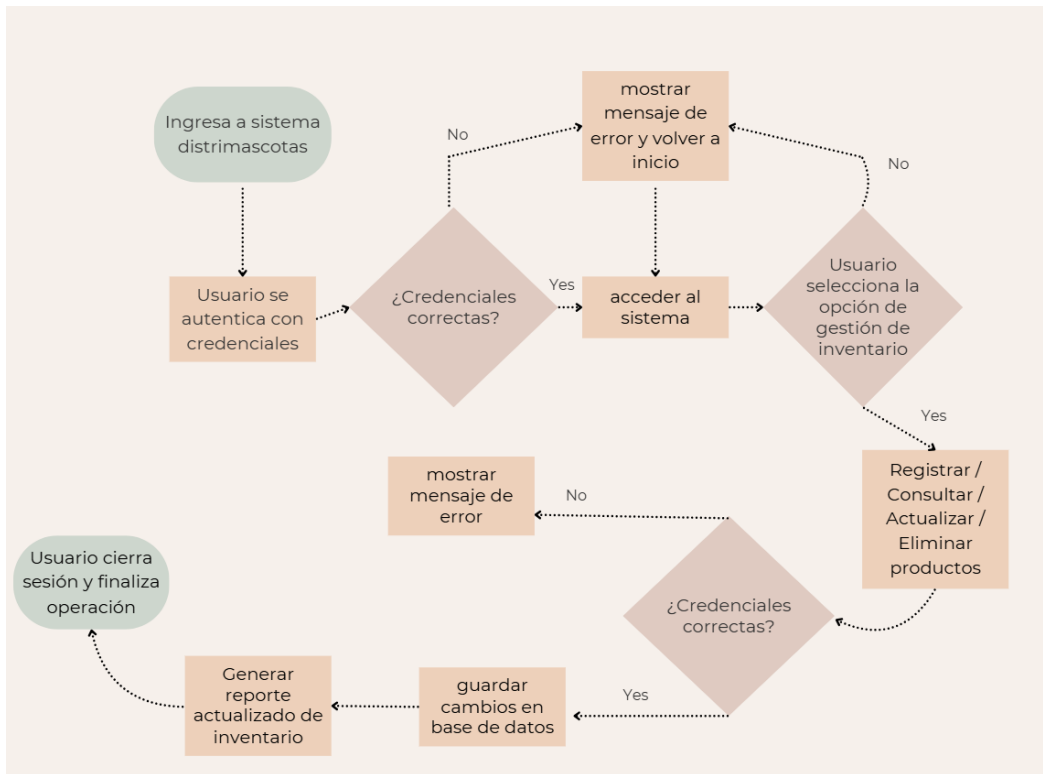 Ingresa a sistema
distrimascotas
Usuario se
autentica con
credenciales
¿Credenciales
correctas?
No
Yes
mostrar
mensaje de
error y volver a
inicio
acceder al
sistema
Usuario
selecciona la
opción de
gestión de
inventario
No
Yes
Registrar /
Consultar /
Actualizar /
Eliminar
productos
¿Credenciales
correctas?
No
mostrar
mensaje de
error
Yes
guardar
cambios en
base de datos
Generar
reporte
actualizado de
inventario
Usuario cierra
sesión y finaliza
operación